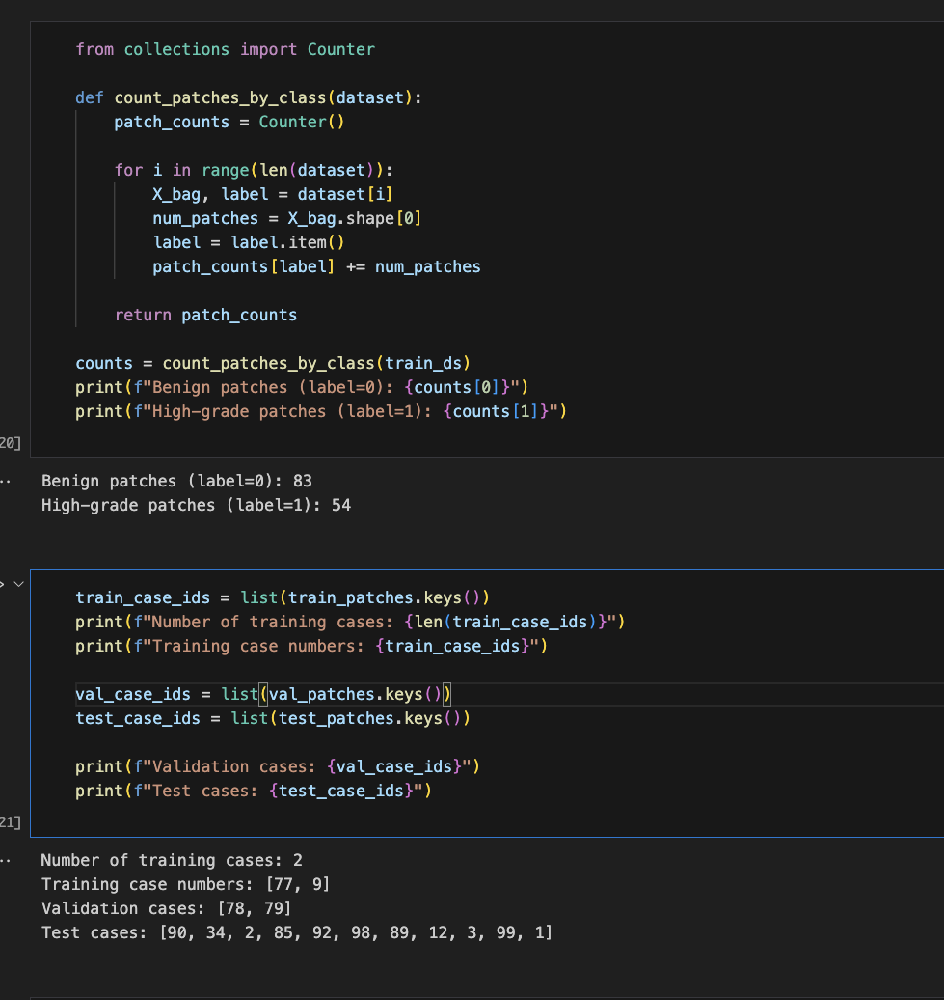 from collections import Counter
def count_patches_by_class(dataset):
patch_counts = Counter()
for i in range(len(dataset)):
X_bag, label = dataset[i]
num_patches = X_bag.shape[0]
label = label.item()
patch_counts[label] += num_patches
return patch_counts
counts = count_patches_by_class(train_ds)
print(f"Benign patches (label=0): {counts[0]}")
print(f"High-grade patches (label=1): {counts[1]}")
20]
Benign patches (label=0): 83
High-grade patches (label=1): 54
train_case_ids = list(train_patches.keys())
print(f"Number of training cases: {len(train_case_ids)}")
print(f"Training case numbers: {train_case_ids}")
val_case_ids = list(val_patches.keys())
test_case_ids = list(test_patches.keys())
print(f"Validation cases: {val_case_ids}")
print(f"Test cases: {test_case_ids}")
21]
Number of training cases: 2
Training case numbers: [77, 9]
Validation cases: [78, 79]
Test cases: [90, 34, 2, 85, 92, 98, 89, 12, 3, 99, 1]